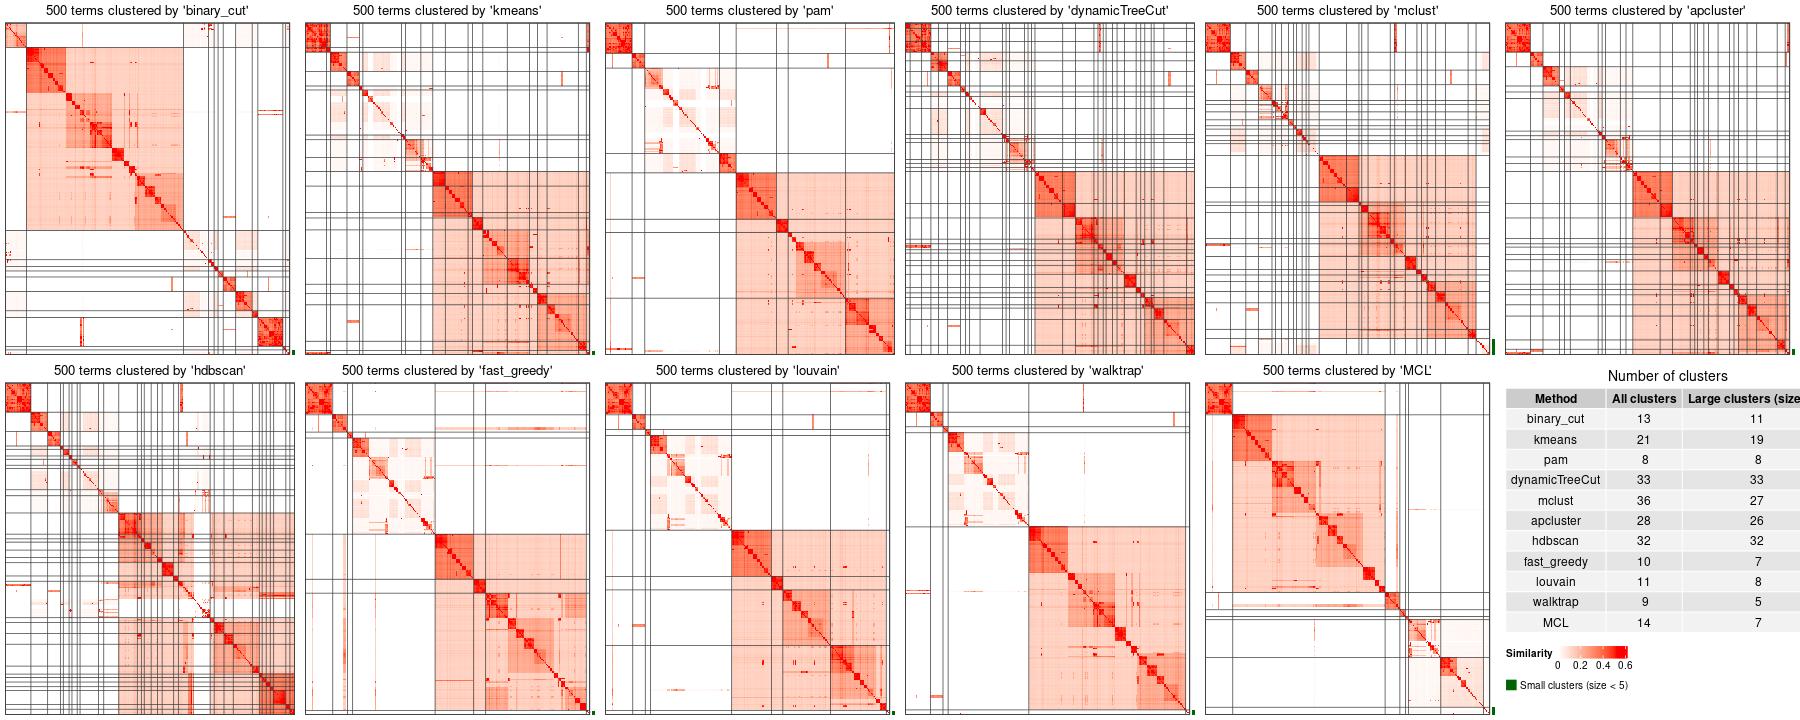 500 terms clustered by 'binary_cut'
500 terms clustered by 'kmeans'
500 terms clustered by 'pam'
500 terms clustered by 'dynamicTreeCut'
500 terms clustered by 'mclust'
500 terms clustered by 'apcluster'
500 terms clustered by 'hdbscan'
500 terms clustered by 'fast_greedy'
500 terms clustered by 'louvain'
500 terms clustered by 'walktrap'
500 terms clustered by 'MCL'
Number of clusters
Method All clusters Large clusters (size
binary_cut 13 11
kmeans 21 19
pam 8 8
dynamicTreeCut 33 33
mclust 36 27
apcluster 28 26
hdbscan 32 32
fast_greedy 10 7
louvain 11 8
walktrap 9 5
MCL 14 7
Similarity
0 0.2 0.4 0.6
Small clusters (size < 5)